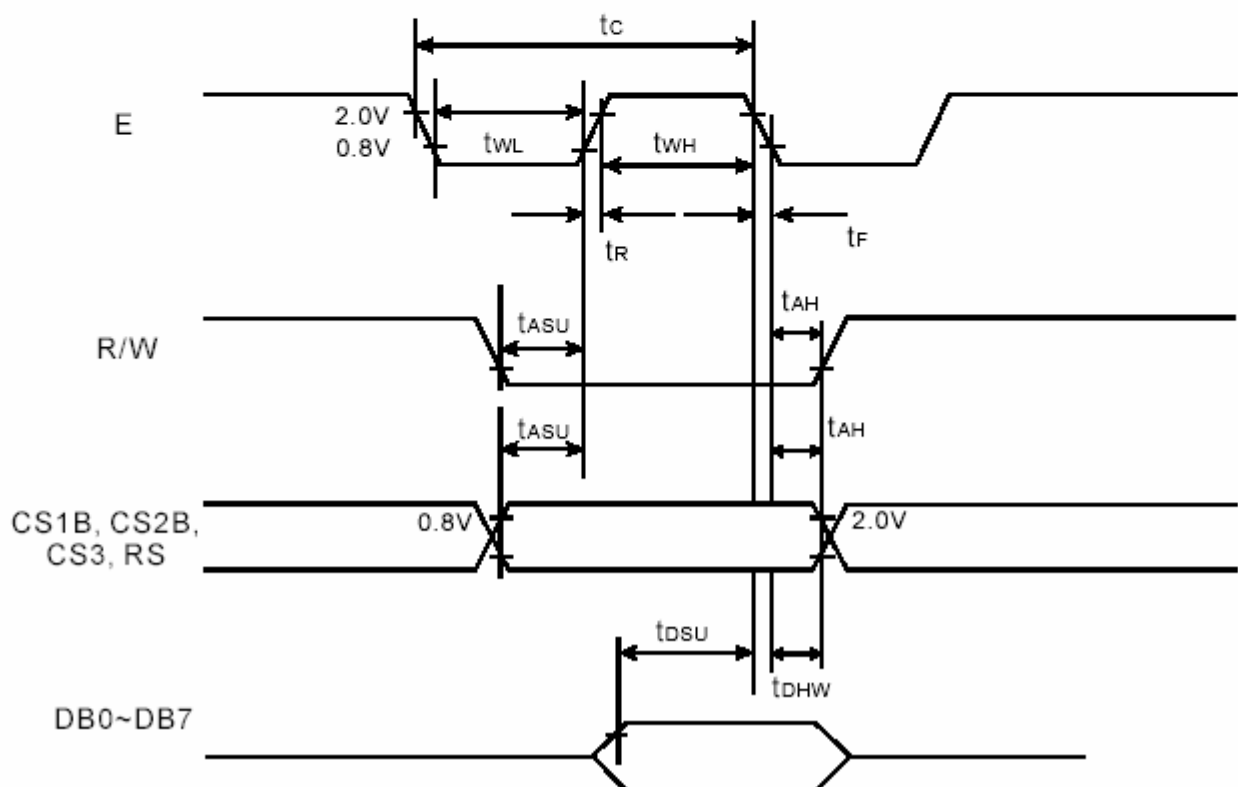 tC
E
2.0V
0.8V
tWL
tWH
tR
tF
tAH
R/W
tASU
tASU
tAH
CS1B, CS2B,
CS3, RS
0.8V
2.0V
tDSU
tDHW
DB0~DB7